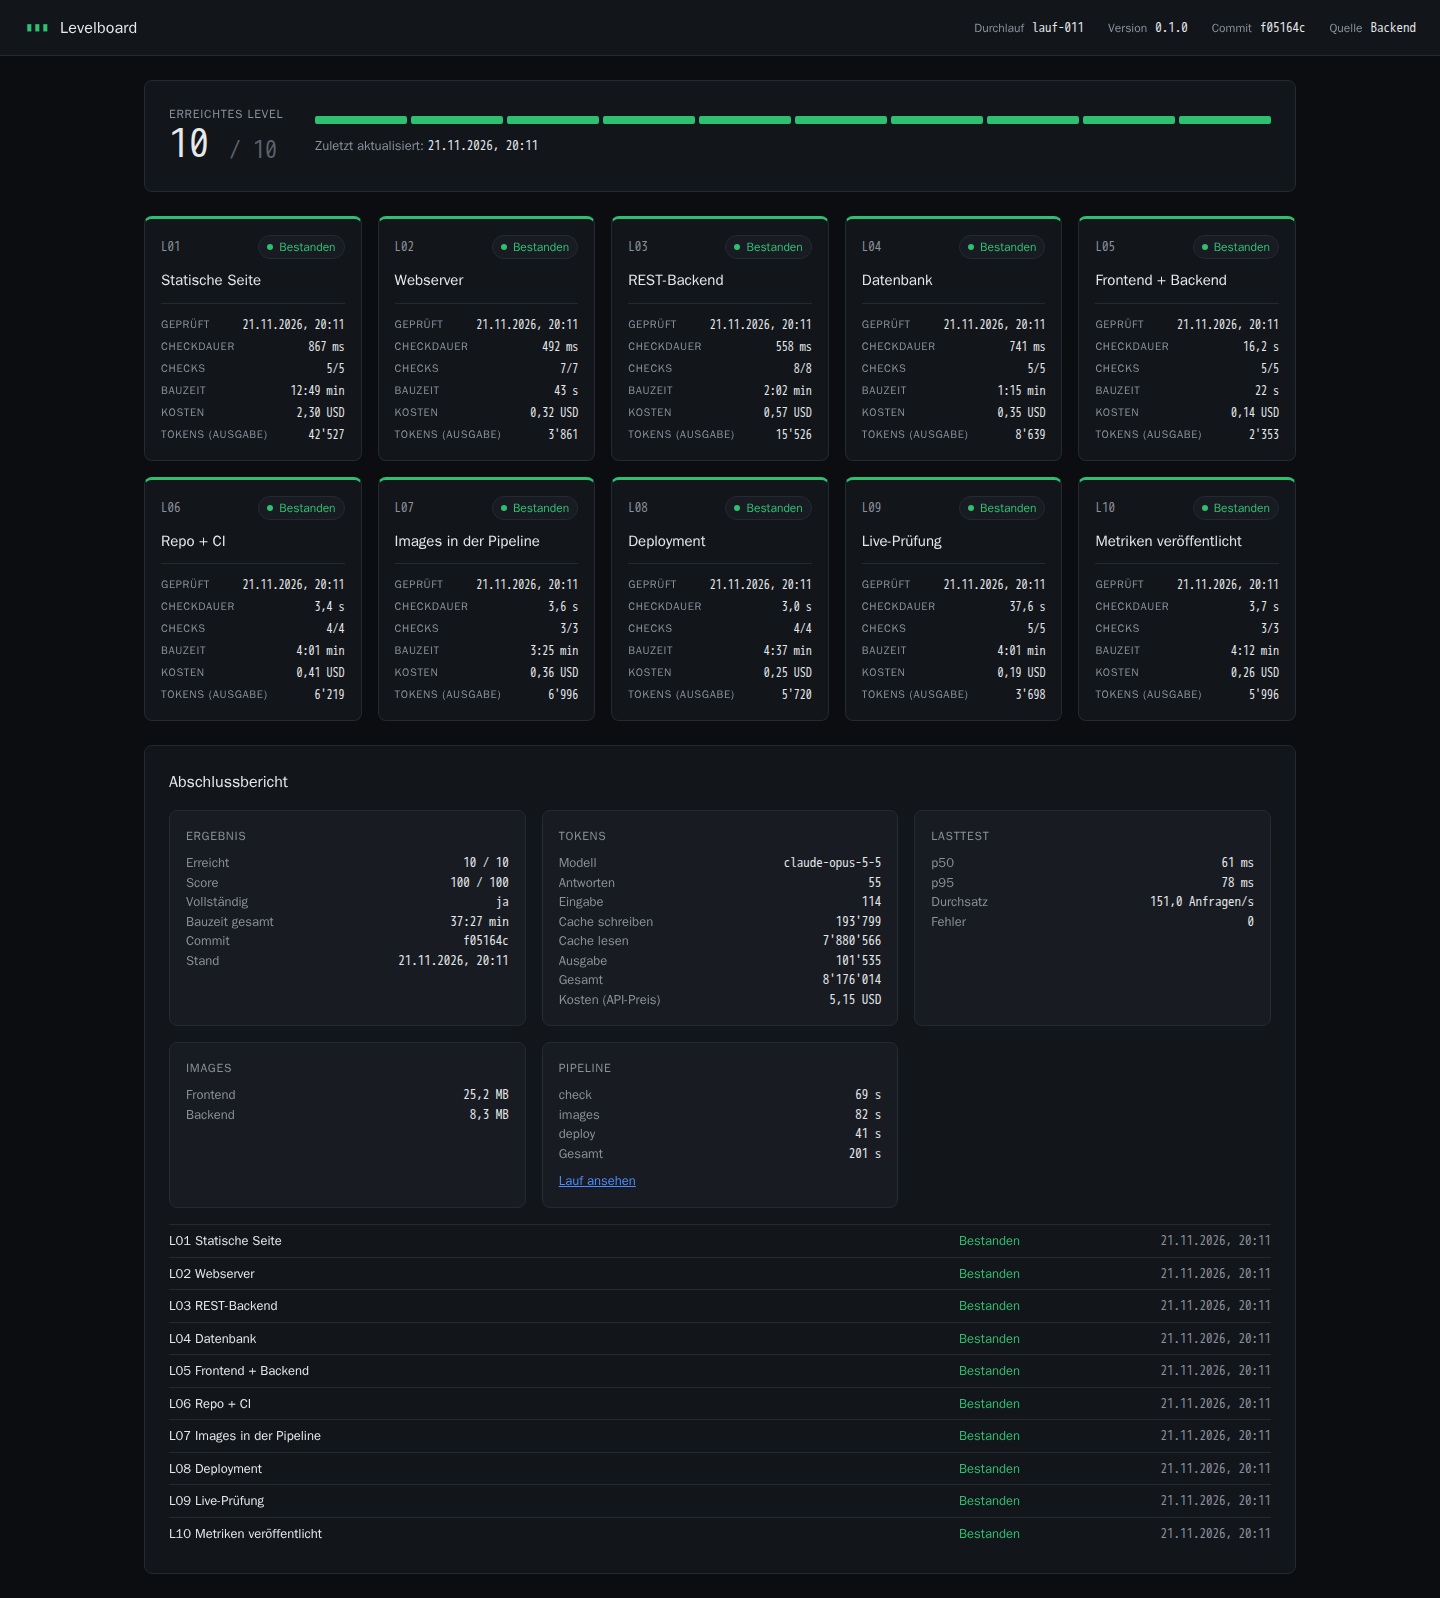 Levelboard
Durchlauf lauf-011 Version 0.1.0 Commit f05164c Quelle Backend
ERREICHTES LEVEL
10 / 10
Zuletzt aktualisiert: 21.11.2026, 20:11
L01 Bestanden
Statische Seite
GEPRÜFT 21.11.2026, 20:11
CHECKDAUER 867 ms
CHECKS 5/5
BAUZEIT 12:49 min
KOSTEN 2,30 USD
TOKENS (AUSGABE) 42'527
L02 Bestanden
Webserver
GEPRÜFT 21.11.2026, 20:11
CHECKDAUER 492 ms
CHECKS 7/7
BAUZEIT 43 s
KOSTEN 0,32 USD
TOKENS (AUSGABE) 3'861
L03 Bestanden
REST-Backend
GEPRÜFT 21.11.2026, 20:11
CHECKDAUER 558 ms
CHECKS 8/8
BAUZEIT 2:02 min
KOSTEN 0,57 USD
TOKENS (AUSGABE) 15'526
L04 Bestanden
Datenbank
GEPRÜFT 21.11.2026, 20:11
CHECKDAUER 741 ms
CHECKS 5/5
BAUZEIT 1:15 min
KOSTEN 0,35 USD
TOKENS (AUSGABE) 8'639
L05 Bestanden
Frontend + Backend
GEPRÜFT 21.11.2026, 20:11
CHECKDAUER 16,2 s
CHECKS 5/5
BAUZEIT 22 s
KOSTEN 0,14 USD
TOKENS (AUSGABE) 2'353
L06 Bestanden
Repo + CI
GEPRÜFT 21.11.2026, 20:11
CHECKDAUER 3,4 s
CHECKS 4/4
BAUZEIT 4:01 min
KOSTEN 0,41 USD
TOKENS (AUSGABE) 6'219
L07 Bestanden
Images in der Pipeline
GEPRÜFT 21.11.2026, 20:11
CHECKDAUER 3,6 s
CHECKS 3/3
BAUZEIT 3:25 min
KOSTEN 0,36 USD
TOKENS (AUSGABE) 6'996
L08 Bestanden
Deployment
GEPRÜFT 21.11.2026, 20:11
CHECKDAUER 3,0 s
CHECKS 4/4
BAUZEIT 4:37 min
KOSTEN 0,25 USD
TOKENS (AUSGABE) 5'720
L09 Bestanden
Live-Prüfung
GEPRÜFT 21.11.2026, 20:11
CHECKDAUER 37,6 s
CHECKS 5/5
BAUZEIT 4:01 min
KOSTEN 0,19 USD
TOKENS (AUSGABE) 3'698
L10 Bestanden
Metriken veröffentlicht
GEPRÜFT 21.11.2026, 20:11
CHECKDAUER 3,7 s
CHECKS 3/3
BAUZEIT 4:12 min
KOSTEN 0,26 USD
TOKENS (AUSGABE) 5'996
Abschlussbericht
ERGEBNIS
Erreicht 10 / 10
Score 100 / 100
Vollständig ja
Bauzeit gesamt 37:27 min
Commit f05164c
Stand 21.11.2026, 20:11
TOKENS
Modell claude-opus-5-5
Antworten 55
Eingabe 114
Cache schreiben 193'799
Cache lesen 7'880'566
Ausgabe 101'535
Gesamt 8'176'014
Kosten (API-Preis) 5,15 USD
LASTTEST
p50 61 ms
p95 78 ms
Durchsatz 151,0 Anfragen/s
Fehler 0
IMAGES
Frontend 25,2 MB
Backend 8,3 MB
PIPELINE
check 69 s
images 82 s
deploy 41 s
Gesamt 201 s
Lauf ansehen
L01 Statische Seite Bestanden 21.11.2026, 20:11
L02 Webserver Bestanden 21.11.2026, 20:11
L03 REST-Backend Bestanden 21.11.2026, 20:11
L04 Datenbank Bestanden 21.11.2026, 20:11
L05 Frontend + Backend Bestanden 21.11.2026, 20:11
L06 Repo + CI Bestanden 21.11.2026, 20:11
L07 Images in der Pipeline Bestanden 21.11.2026, 20:11
L08 Deployment Bestanden 21.11.2026, 20:11
L09 Live-Prüfung Bestanden 21.11.2026, 20:11
L10 Metriken veröffentlicht Bestanden 21.11.2026, 20:11